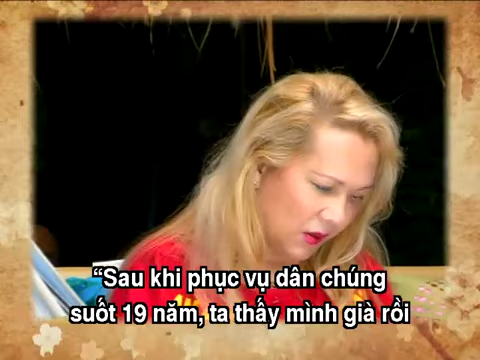 “Sau khi phục vụ dân chúng
suốt 19 năm, ta thấy mình già rồi